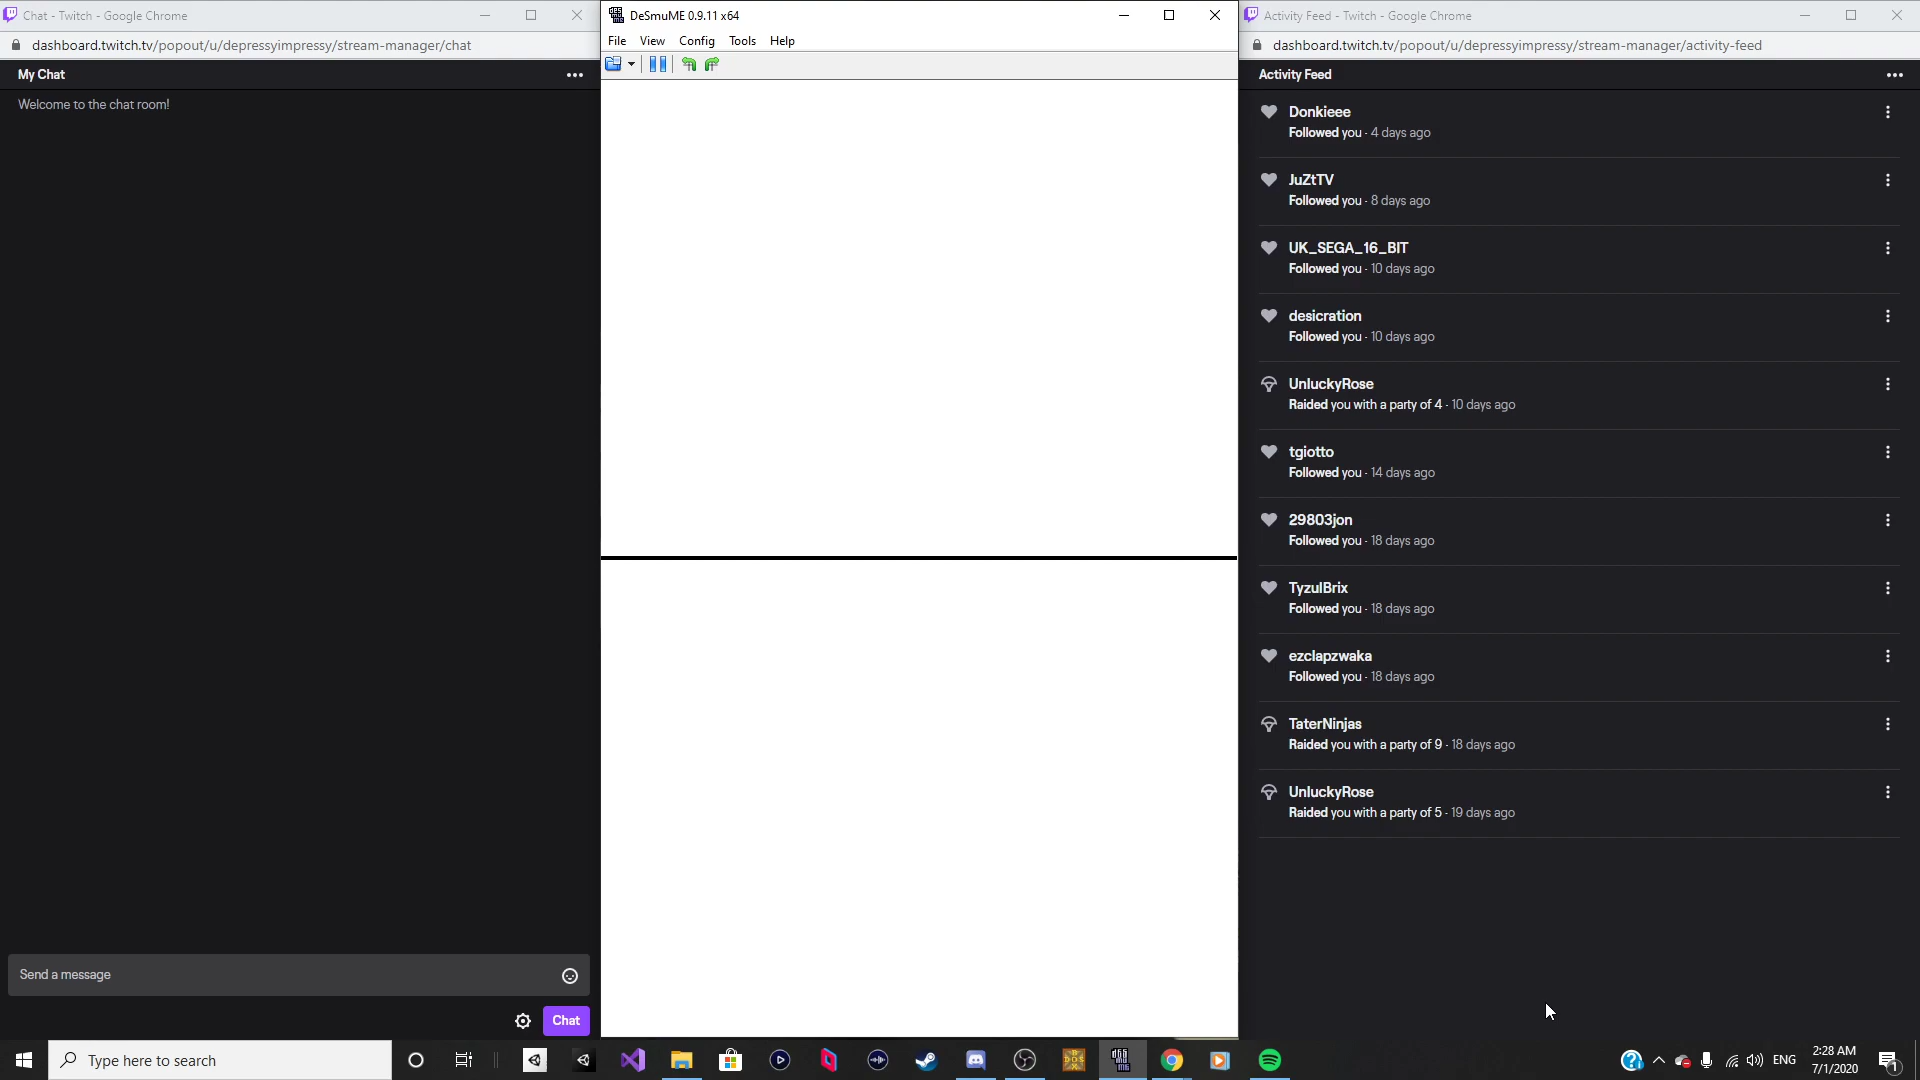 Chat - Twitch - Google Chrome
dashboard.twitch.tv/popout/u/depressyimpressy/stream-manager/chat
My Chat
Welcome to the chat room!
Send a message
Chat
DeSmuME 0.9.11 x64
File View Config Tools Help
Activity Feed - Twitch - Google Chrome
dashboard.twitch.tv/popout/u/depressyimpressy/stream-manager/activity-feed
Activity Feed
Donkieee
Followed you · 4 days ago
JuZtTV
Followed you · 8 days ago
UK_SEGA_16_BIT
Followed you · 10 days ago
desicration
Followed you · 10 days ago
UnluckyRose
Raided you with a party of 4 · 10 days ago
tgiotto
Followed you · 14 days ago
29803jon
Followed you · 18 days ago
TyzulBrix
Followed you · 18 days ago
ezclapzwaka
Followed you · 18 days ago
TaterNinjas
Raided you with a party of 9 · 18 days ago
UnluckyRose
Raided you with a party of 5 · 19 days ago
Type here to search
ENG
2:28 AM
7/1/2020
1